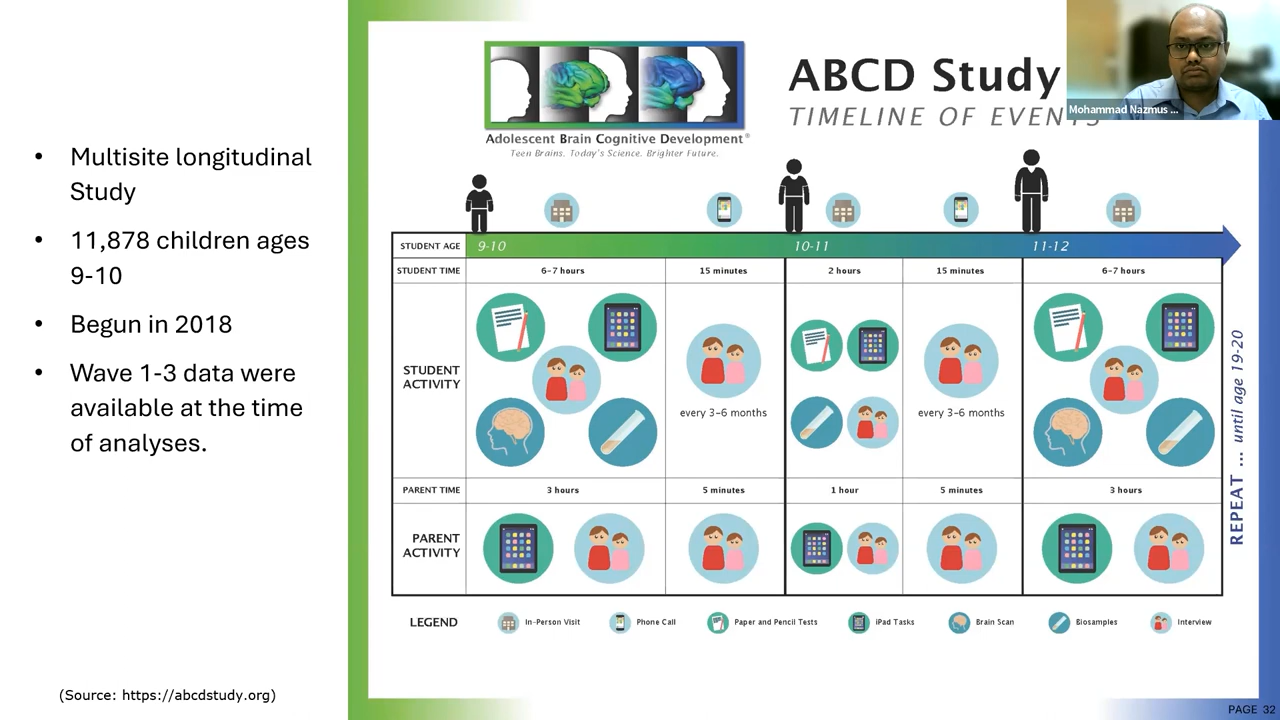 • Multisite longitudinal
Study
• 11,878 children ages
9-10
• Begun in 2018
• Wave 1-3 data were
available at the time
of analyses.
(Source: https://abcdstudy.org)
Adolescent Brain Cognitive Development®
Teen Brains. Today's Science. Brighter Future.
ABCD Study
TIMELINE OF EVENTS
Mohammad Nazmus ...
STUDENT AGE 9-10 10-11 11-12
STUDENT TIME 6-7 hours 15 minutes 2 hours 15 minutes 6-7 hours
STUDENT
ACTIVITY
every 3-6 months every 3-6 months
PARENT TIME 3 hours 5 minutes 1 hour 5 minutes 3 hours
PARENT
ACTIVITY
REPEAT ... until age 19-20
LEGEND In-Person Visit Phone Call Paper and Pencil Tests iPad Tasks Brain Scan Biosamples Interview
PAGE 32